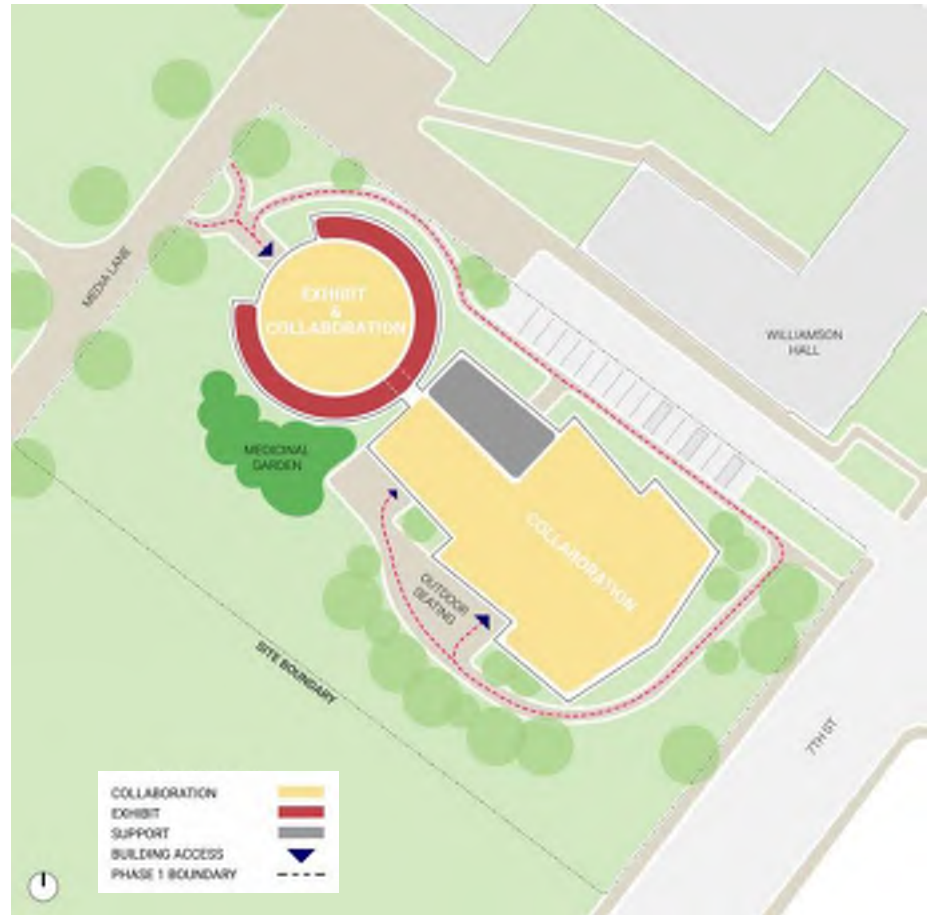 MEDIA LANE
EXHIBIT
&
COLLABORATION
WILLIAMSON
HALL
MEDICINAL
GARDEN
COLLABORATION
OUTDOOR
SEATING
SITE BOUNDARY
7TH ST
COLLABORATION
EXHIBIT
SUPPORT
BUILDING ACCESS
PHASE 1 BOUNDARY